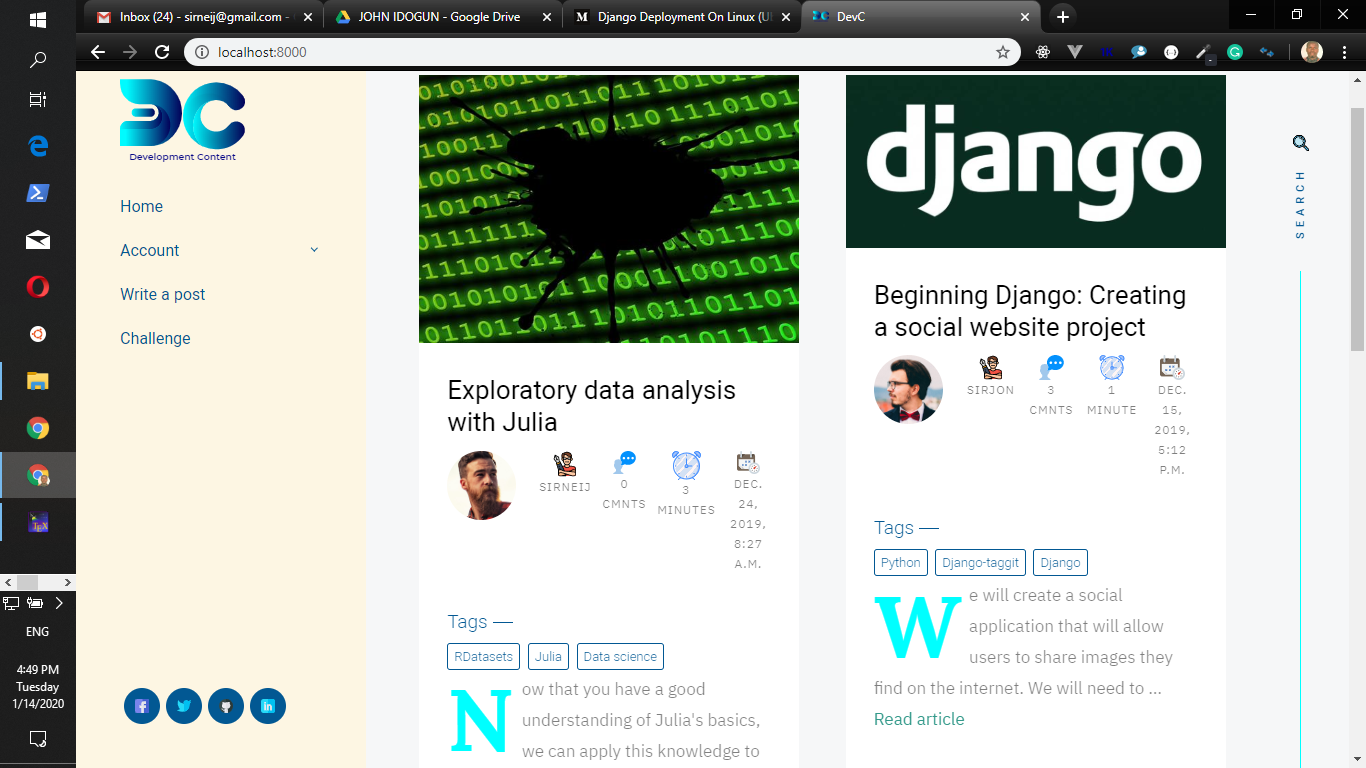 Inbox (24) - sirneij@gmail.com -
JOHN IDOGUN - Google Drive
Django Deployment On Linux (U
DevC
localhost:8000
DC
Development Content
Home
Account
Write a post
Challenge
Exploratory data analysis
with Julia
SIRNEIJ
0
CMNTS
3
MINUTES
DEC.
24,
2019,
8:27
A.M.
Tags
RDatasets
Julia
Data science
Now that you have a good
understanding of Julia's basics,
we can apply this knowledge to
django
Beginning Django: Creating
a social website project
SIRJON
3
CMNTS
1
MINUTE
DEC.
15,
2019,
5:12
P.M.
Tags
Python
Django-taggit
Django
We will create a social
application that will allow
users to share images they
find on the internet. We will need to ...
Read article
SEARCH
ENG
4:49 PM
Tuesday
1/14/2020